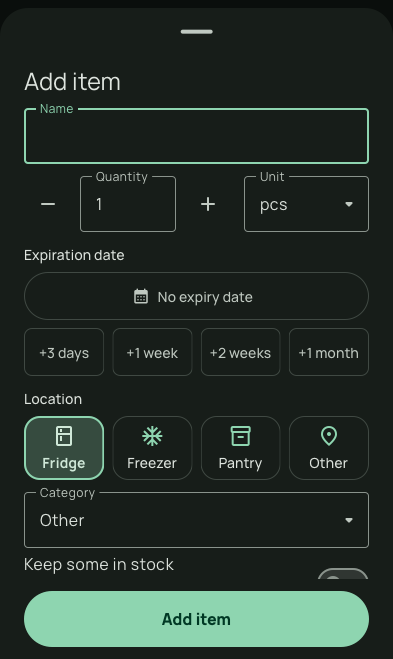 Add item
Name
Quantity
Unit
1
pcs
Expiration date
No expiry date
+3 days
+1 week
+2 weeks
+1 month
Location
Fridge
Freezer
Pantry
Other
Category
Other
Keep some in stock
Add item